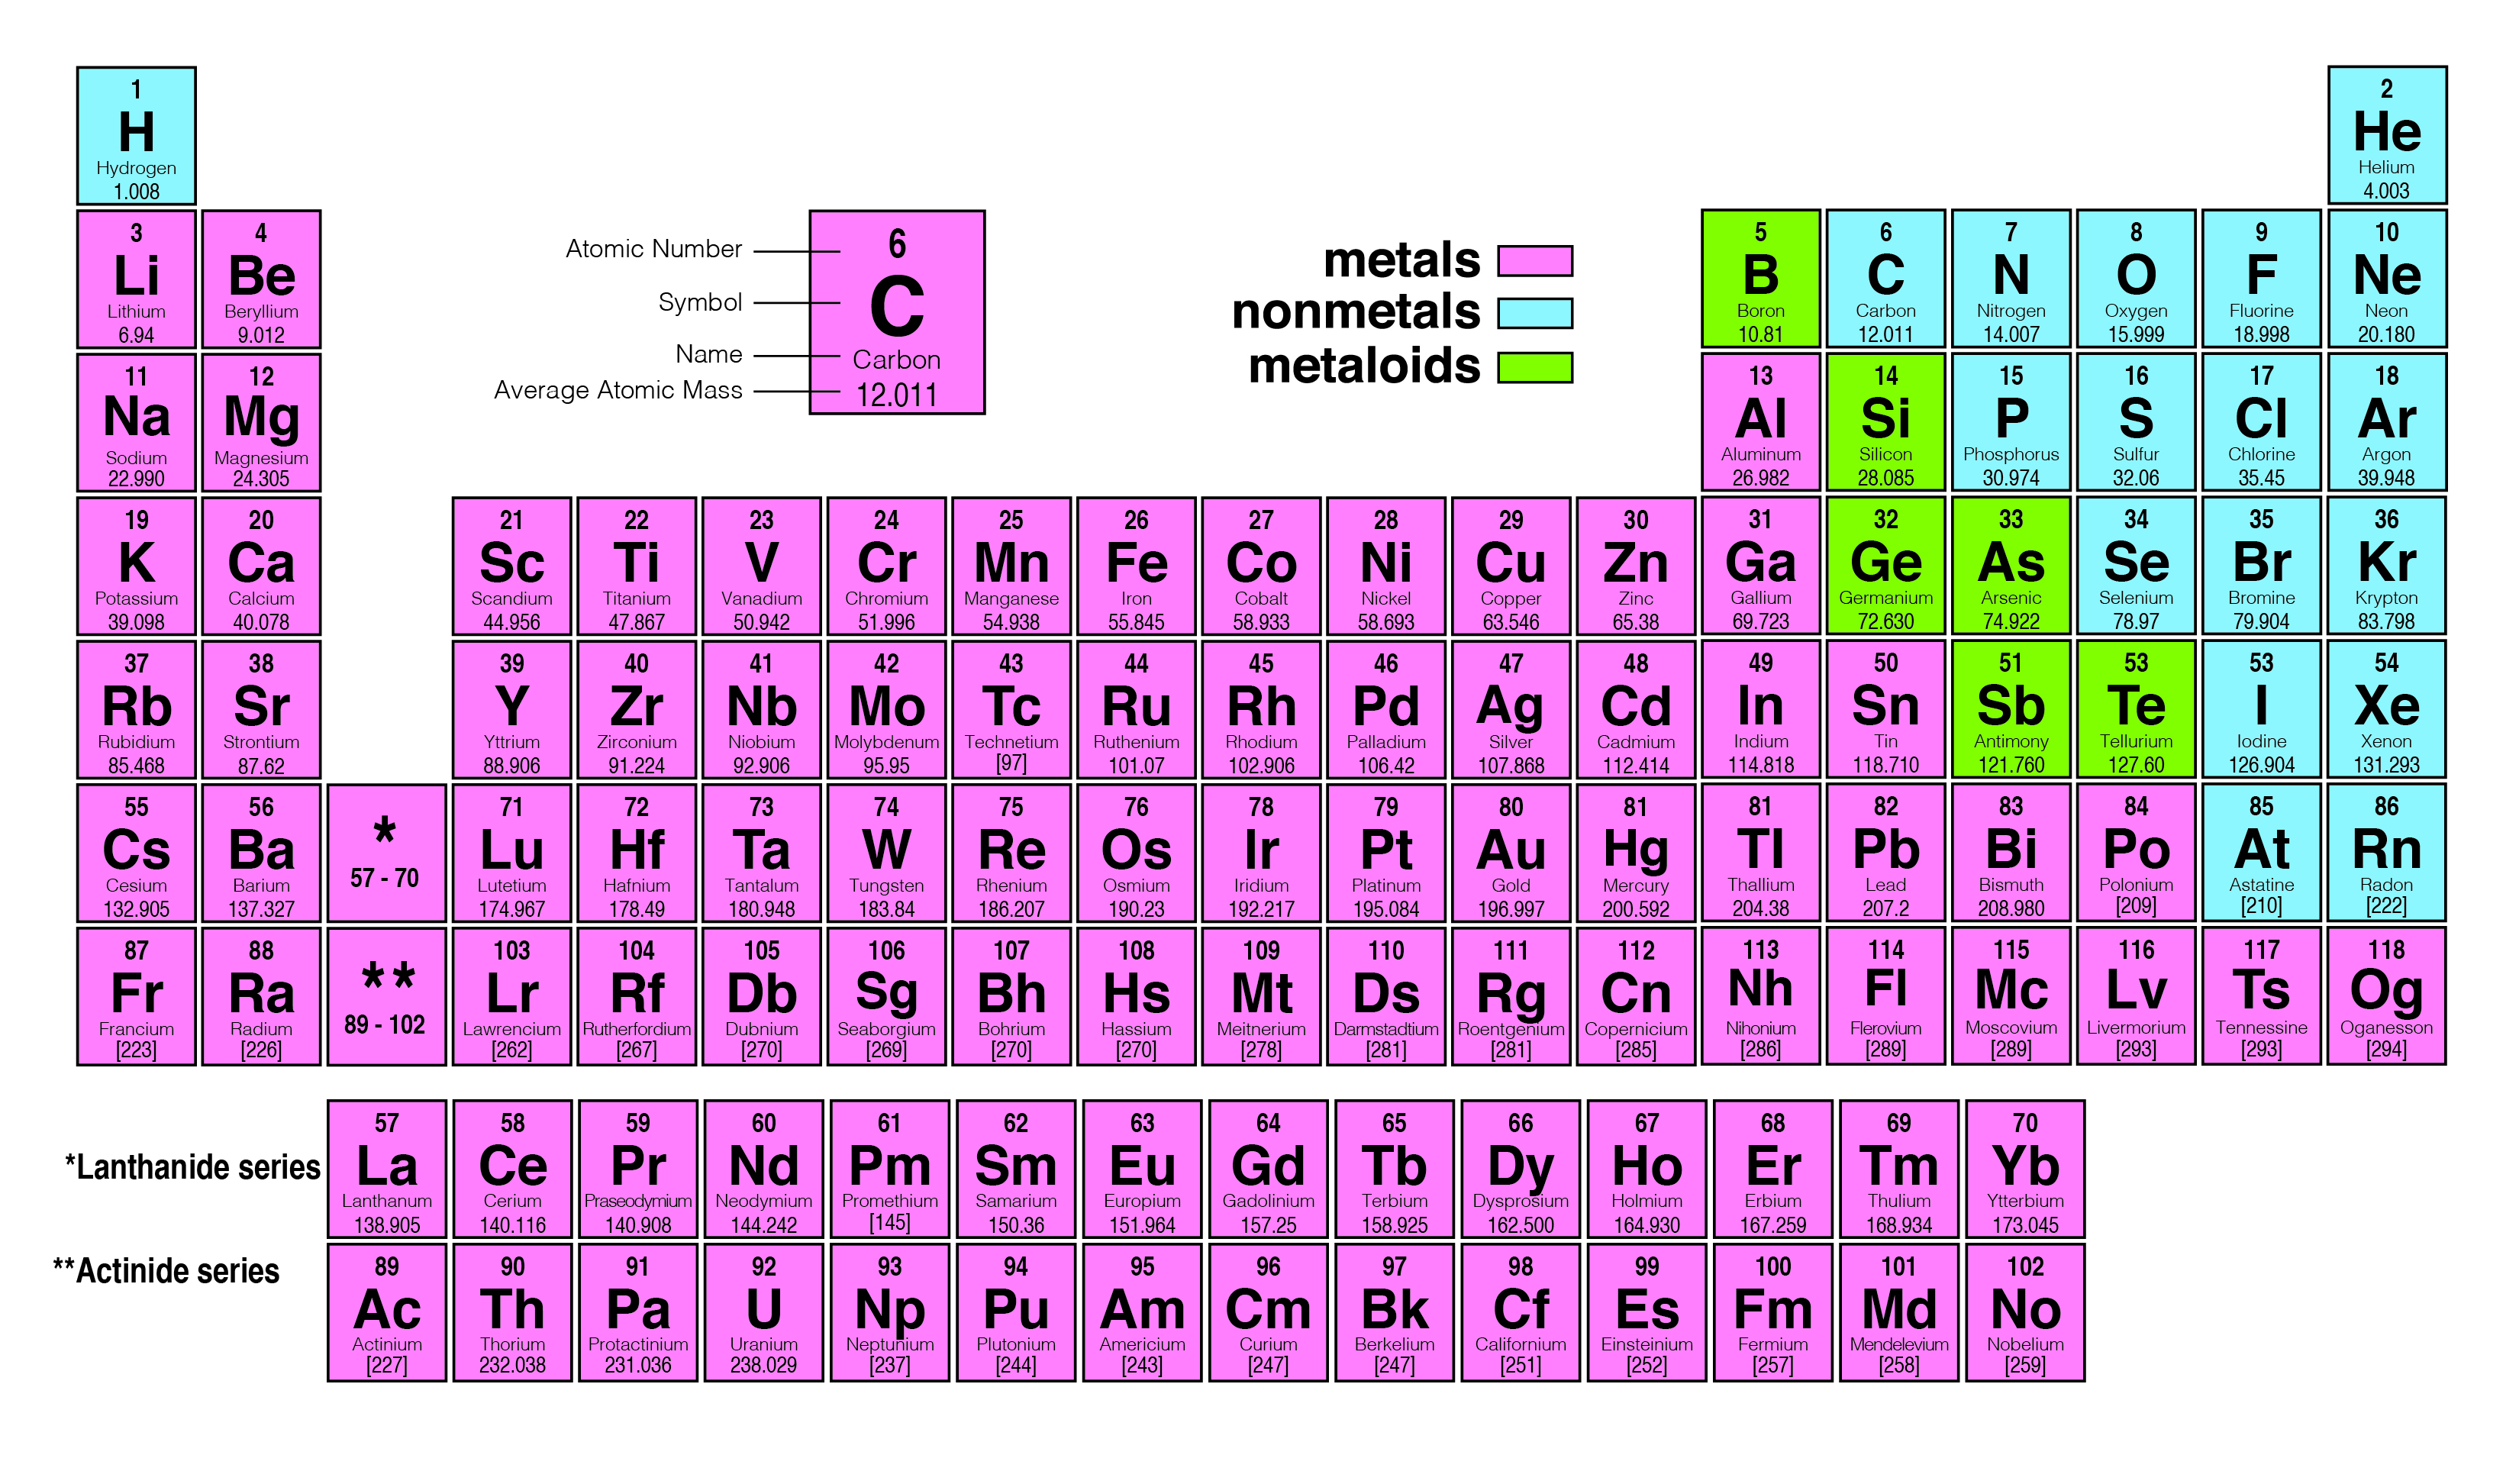 1 2
H He
Hydrogen Helium
1.008 4.003
3 4 5 6 7 8 9 10
Li Be B C N O F Ne
Lithium Beryllium Boron Carbon Nitrogen Oxygen Fluorine Neon
6.94 9.012 10.81 12.011 14.007 15.999 18.998 20.180
Atomic Number 6
Symbol C
Name Carbon
Average Atomic Mass 12.011
metals
nonmetals
metaloids
11 12 13 14 15 16 17 18
Na Mg Al Si P S Cl Ar
Sodium Magnesium Aluminum Silicon Phosphorus Sulfur Chlorine Argon
22.990 24.305 26.982 28.085 30.974 32.06 35.45 39.948
19 20 21 22 23 24 25 26 27 28 29 30 31 32 33 34 35 36
K Ca Sc Ti V Cr Mn Fe Co Ni Cu Zn Ga Ge As Se Br Kr
Potassium Calcium Scandium Titanium Vanadium Chromium Manganese Iron Cobalt Nickel Copper Zinc Gallium Germanium Arsenic Selenium Bromine Krypton
39.098 40.078 44.956 47.867 50.942 51.996 54.938 55.845 58.933 58.693 63.546 65.38 69.723 72.630 74.922 78.97 79.904 83.798
37 38 39 40 41 42 43 44 45 46 47 48 49 50 51 53 53 54
Rb Sr Y Zr Nb Mo Tc Ru Rh Pd Ag Cd In Sn Sb Te I Xe
Rubidium Strontium Yttrium Zirconium Niobium Molybdenum Technetium Ruthenium Rhodium Palladium Silver Cadmium Indium Tin Antimony Tellurium Iodine Xenon
85.468 87.62 88.906 91.224 92.906 95.95 [97] 101.07 102.906 106.42 107.868 112.414 114.818 118.710 121.760 127.60 126.904 131.293
55 56 * 71 72 73 74 75 76 78 79 80 81 81 82 83 84 85 86
Cs Ba 57 - 70 Lu Hf Ta W Re Os Ir Pt Au Hg Tl Pb Bi Po At Rn
Cesium Barium Lutetium Hafnium Tantalum Tungsten Rhenium Osmium Iridium Platinum Gold Mercury Thallium Lead Bismuth Polonium Astatine Radon
132.905 137.327 174.967 178.49 180.948 183.84 186.207 190.23 192.217 195.084 196.997 200.592 204.38 207.2 208.980 [209] [210] [222]
87 88 ** 103 104 105 106 107 108 109 110 111 112 113 114 115 116 117 118
Fr Ra 89 - 102 Lr Rf Db Sg Bh Hs Mt Ds Rg Cn Nh Fl Mc Lv Ts Og
Francium Radium Lawrencium Rutherfordium Dubnium Seaborgium Bohrium Hassium Meitnerium Darmstadtium Roentgenium Copernicium Nihonium Flerovium Moscovium Livermorium Tennessine Oganesson
[223] [226] [262] [267] [270] [269] [270] [270] [278] [281] [281] [285] [286] [289] [289] [293] [293] [294]
*Lanthanide series
57 58 59 60 61 62 63 64 65 66 67 68 69 70
La Ce Pr Nd Pm Sm Eu Gd Tb Dy Ho Er Tm Yb
Lanthanum Cerium Praseodymium Neodymium Promethium Samarium Europium Gadolinium Terbium Dysprosium Holmium Erbium Thulium Ytterbium
138.905 140.116 140.908 144.242 [145] 150.36 151.964 157.25 158.925 162.500 164.930 167.259 168.934 173.045
**Actinide series
89 90 91 92 93 94 95 96 97 98 99 100 101 102
Ac Th Pa U Np Pu Am Cm Bk Cf Es Fm Md No
Actinium Thorium Protactinium Uranium Neptunium Plutonium Americium Curium Berkelium Californium Einsteinium Fermium Mendelevium Nobelium
[227] 232.038 231.036 238.029 [237] [244] [243] [247] [247] [251] [252] [257] [258] [259]